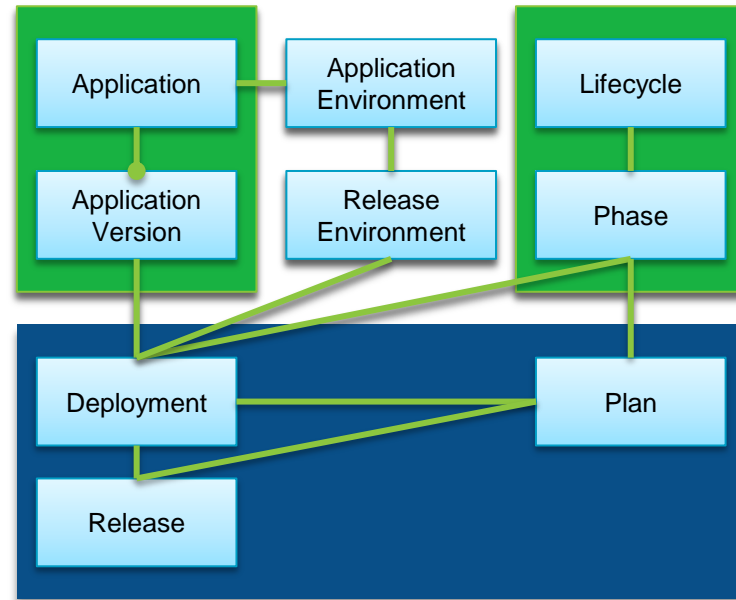 Application
Application
Environment
Lifecycle
Application
Version
Release
Environment
Phase
Deployment
Plan
Release